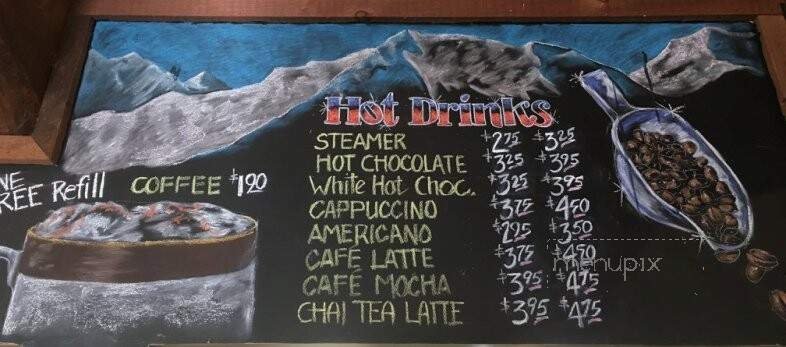 Hot Drinks
STEAMER $2.75 $3.25
HOT CHOCOLATE $3.25 $3.95
White Hot Choc. $3.25 $3.95
CAPPUCCINO $3.75 $4.50
AMERICANO $2.95 $3.50
CAFÉ LATTE $3.75 $4.50
CAFÉ MOCHA $3.95 $4.75
CHAI TEA LATTE $3.95 $4.75
Refill
COFFEE $1.90
menupix